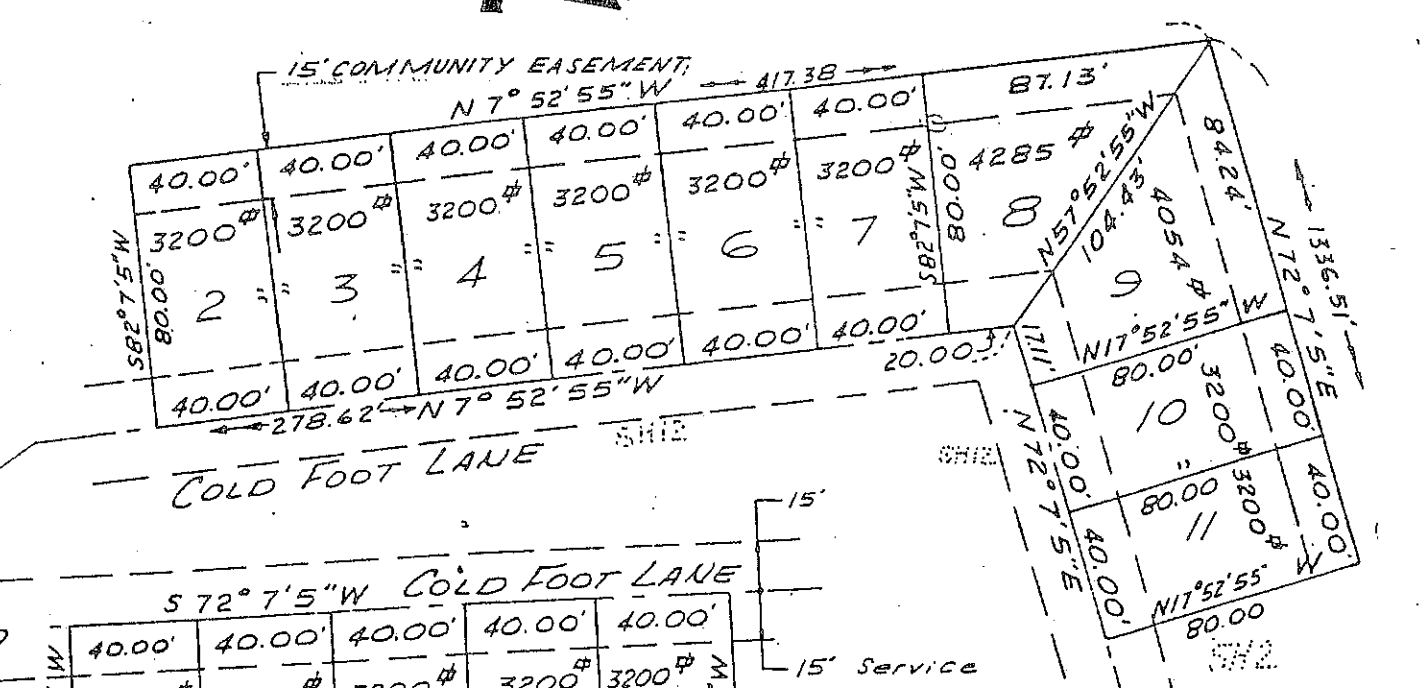 15' COMMUNITY EASEMENT
N 7° 52' 55" W 417.38
40.00' 40.00' 40.00' 40.00' 40.00' 40.00' 87.13'
S82°7'5"W 80.00'
3200⌗ 3200⌗ 3200⌗ 3200⌗ 3200⌗ 3200⌗ 4285⌗
2 " " 3 " " 4 " " 5 " " 6 " " 7 8
S82°7'5"W 80.00'
N57°52'55"W
104.43'
4054⌗
9
84.24'
N 72° 7' 5"E
1336.51'
40.00' 40.00' 40.00' 40.00' 40.00' 40.00' 20.00
278.62' N 7° 52' 55"W
17.11'
N17°52'55" W
80.00'
10
3200⌗
40.00'
40.00'
"
N 72° 7' 5"E
80.00
11
3200⌗
40.00'
40.00'
N17°52'55" W
80.00
SH2
COLD FOOT LANE
SH12
SH12
15'
S 72° 7' 5"W COLD FOOT LANE
40.00' 40.00' 40.00' 40.00' 40.00'
W
3200⌗ 3200⌗ 3200⌗
15' Service